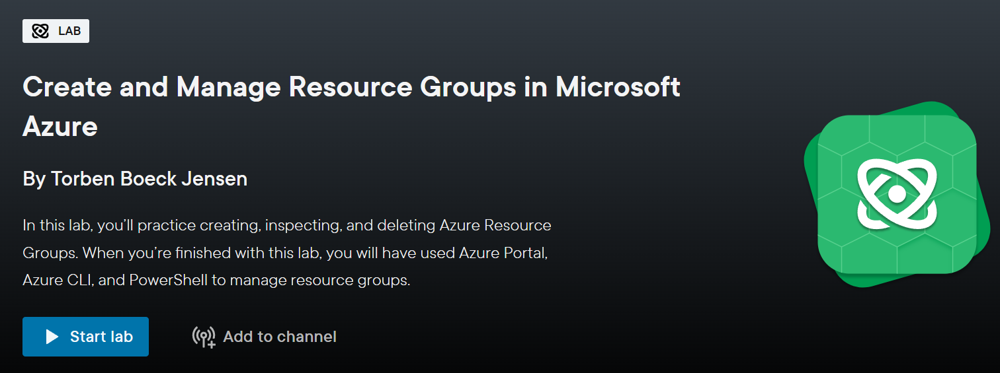 LAB
Create and Manage Resource Groups in Microsoft
Azure
By Torben Boeck Jensen
In this lab, you’ll practice creating, inspecting, and deleting Azure Resource
Groups. When you’re finished with this lab, you will have used Azure Portal,
Azure CLI, and PowerShell to manage resource groups.
Start lab
Add to channel